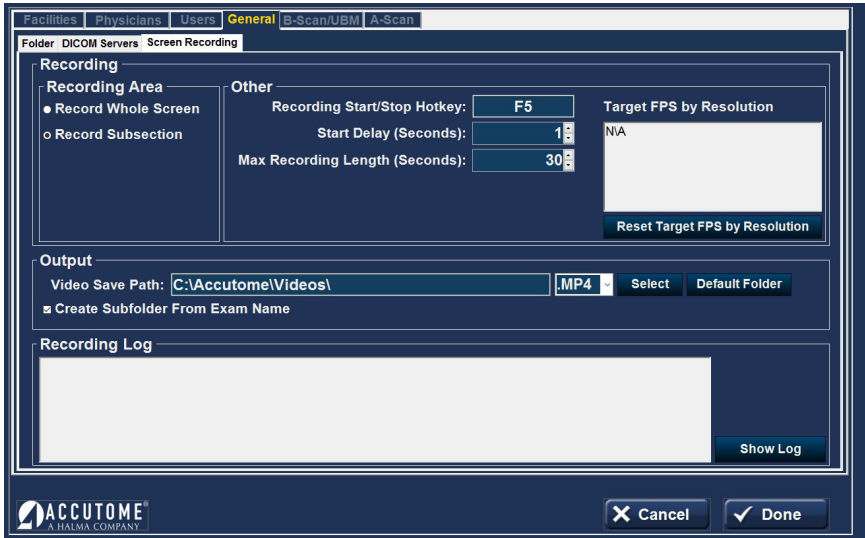 Facilities Physicians Users General B-Scan/UBM A-Scan
Folder DICOM Servers Screen Recording
Recording
Recording Area
Record Whole Screen
Record Subsection
Other
Recording Start/Stop Hotkey: F5
Start Delay (Seconds): 1
Max Recording Length (Seconds): 30
Target FPS by Resolution
N\A
Reset Target FPS by Resolution
Output
Video Save Path: C:\Accutome\Videos\ .MP4 Select Default Folder
Create Subfolder From Exam Name
Recording Log
Show Log
ACCUTOME®
A HALMA COMPANY
Cancel Done